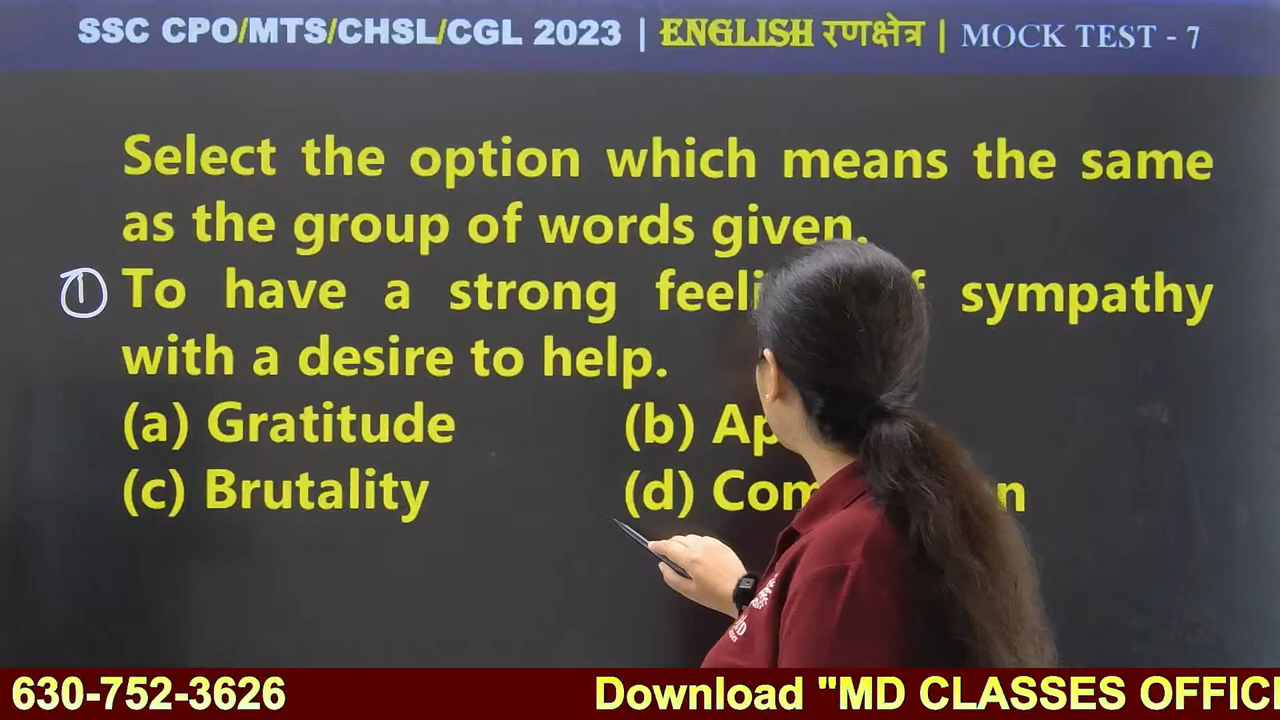 SSC CPO/MTS/CHSL/CGL 2023 | ENGLISH रणक्षेत्र | MOCK TEST - 7
Select the option which means the same
as the group of words given.
① To have a strong sympathy
with a desire to help.
(a) Gratitude (b)
(c) Brutality (d)
630-752-3626 Download "MD CLASSES